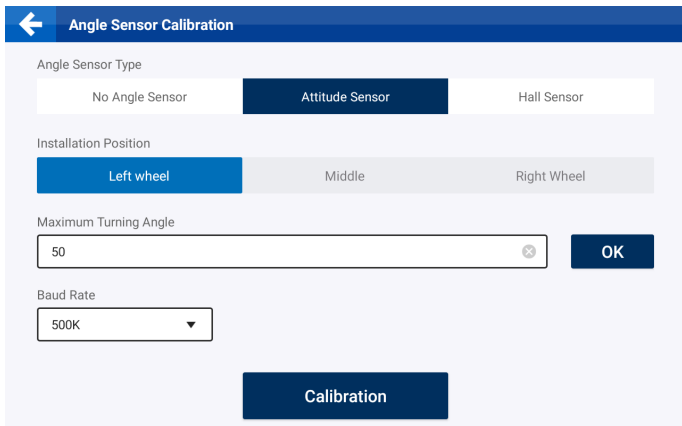 Angle Sensor Calibration
Angle Sensor Type
No Angle Sensor Attitude Sensor Hall Sensor
Installation Position
Left wheel Middle Right Wheel
Maximum Turning Angle
50 OK
Baud Rate
500K
Calibration